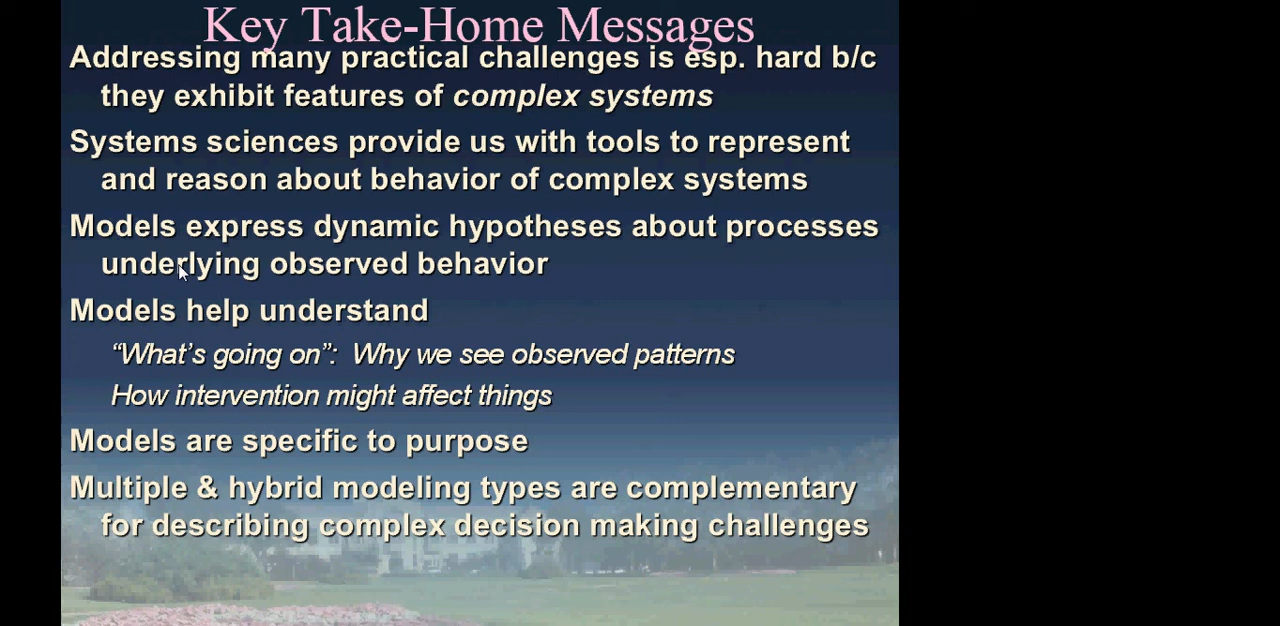 Key Take-Home Messages
Addressing many practical challenges is esp. hard b/c
they exhibit features of complex systems
Systems sciences provide us with tools to represent
and reason about behavior of complex systems
Models express dynamic hypotheses about processes
underlying observed behavior
Models help understand
“What’s going on”:  Why we see observed patterns
How intervention might affect things
Models are specific to purpose
Multiple & hybrid modeling types are complementary
for describing complex decision making challenges